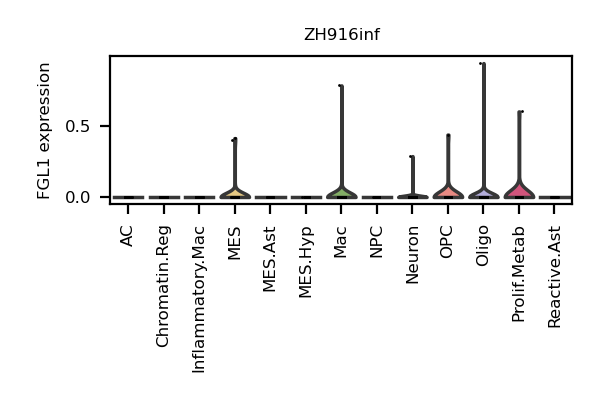 ZH916inf
FGL1 expression
0.5
0.0
AC
Chromatin.Reg
Inflammatory.Mac
MES
MES.Ast
MES.Hyp
Mac
NPC
Neuron
OPC
Oligo
Prolif.Metab
Reactive.Ast